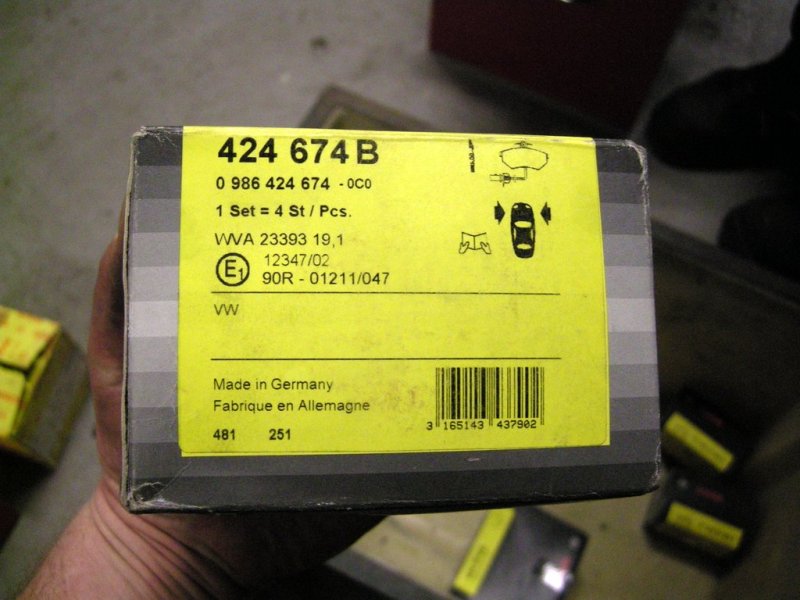 424 674 B
0 986 424 674 - 0C0
1 Set = 4 St / Pcs.
WVA 23393 19,1
E1
12347/02
90R - 01211/047
VW
Made in Germany
Fabrique en Allemagne
481 251
3 165143 437902